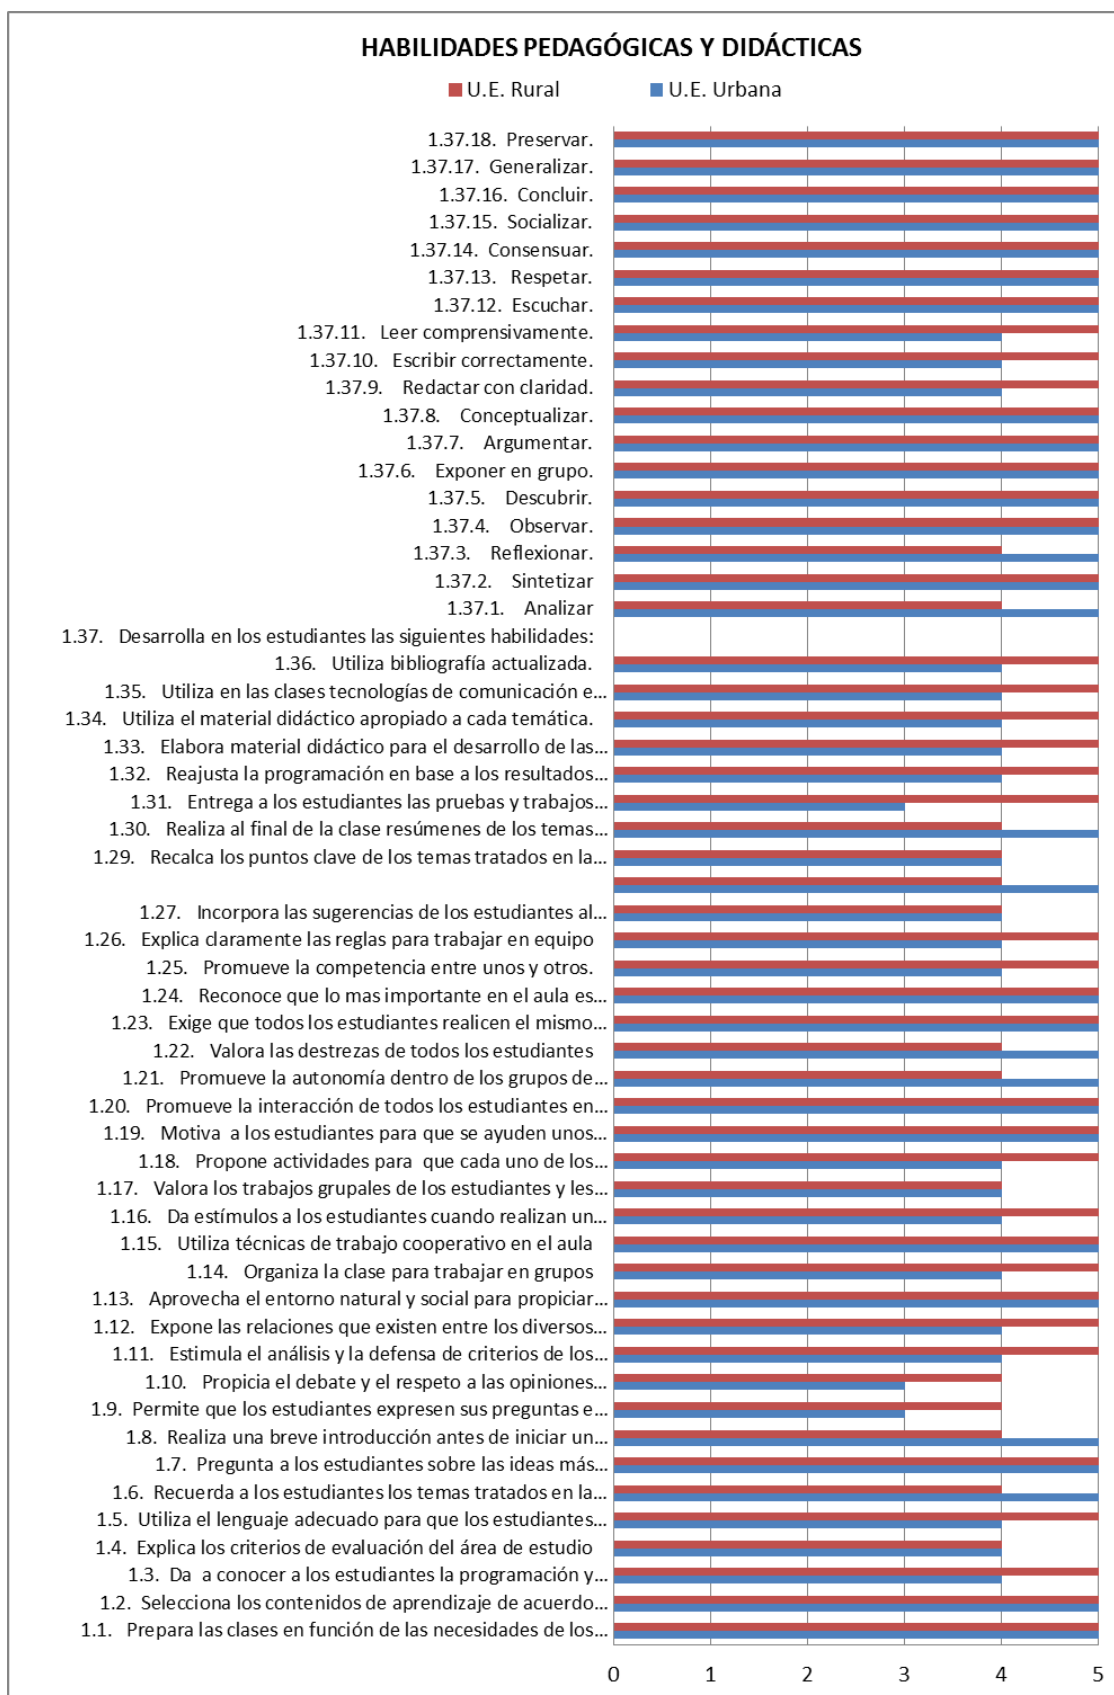 HABILIDADES PEDAGÓGICAS Y DIDÁCTICAS
U.E. Rural U.E. Urbana
1.37.18. Preservar.
1.37.17. Generalizar.
1.37.16. Concluir.
1.37.15. Socializar.
1.37.14. Consensuar.
1.37.13. Respetar.
1.37.12. Escuchar.
1.37.11. Leer comprensivamente.
1.37.10. Escribir correctamente.
1.37.9. Redactar con claridad.
1.37.8. Conceptualizar.
1.37.7. Argumentar.
1.37.6. Exponer en grupo.
1.37.5. Descubrir.
1.37.4. Observar.
1.37.3. Reflexionar.
1.37.2. Sintetizar
1.37.1. Analizar
1.37. Desarrolla en los estudiantes las siguientes habilidades:
1.36. Utiliza bibliografía actualizada.
1.35. Utiliza en las clases tecnologías de comunicación e...
1.34. Utiliza el material didáctico apropiado a cada temática.
1.33. Elabora material didáctico para el desarrollo de las...
1.32. Reajusta la programación en base a los resultados...
1.31. Entrega a los estudiantes las pruebas y trabajos...
1.30. Realiza al final de la clase resúmenes de los temas...
1.29. Recalca los puntos clave de los temas tratados en la...
1.27. Incorpora las sugerencias de los estudiantes al...
1.26. Explica claramente las reglas para trabajar en equipo
1.25. Promueve la competencia entre unos y otros.
1.24. Reconoce que lo mas importante en el aula es...
1.23. Exige que todos los estudiantes realicen el mismo...
1.22. Valora las destrezas de todos los estudiantes
1.21. Promueve la autonomía dentro de los grupos de...
1.20. Promueve la interacción de todos los estudiantes en...
1.19. Motiva a los estudiantes para que se ayuden unos...
1.18. Propone actividades para que cada uno de los...
1.17. Valora los trabajos grupales de los estudiantes y les...
1.16. Da estímulos a los estudiantes cuando realizan un...
1.15. Utiliza técnicas de trabajo cooperativo en el aula
1.14. Organiza la clase para trabajar en grupos
1.13. Aprovecha el entorno natural y social para propiciar...
1.12. Expone las relaciones que existen entre los diversos...
1.11. Estimula el análisis y la defensa de criterios de los...
1.10. Propicia el debate y el respeto a las opiniones...
1.9. Permite que los estudiantes expresen sus preguntas e...
1.8. Realiza una breve introducción antes de iniciar un...
1.7. Pregunta a los estudiantes sobre las ideas más...
1.6. Recuerda a los estudiantes los temas tratados en la...
1.5. Utiliza el lenguaje adecuado para que los estudiantes...
1.4. Explica los criterios de evaluación del área de estudio
1.3. Da a conocer a los estudiantes la programación y...
1.2. Selecciona los contenidos de aprendizaje de acuerdo...
1.1. Prepara las clases en función de las necesidades de los...
0 1 2 3 4 5